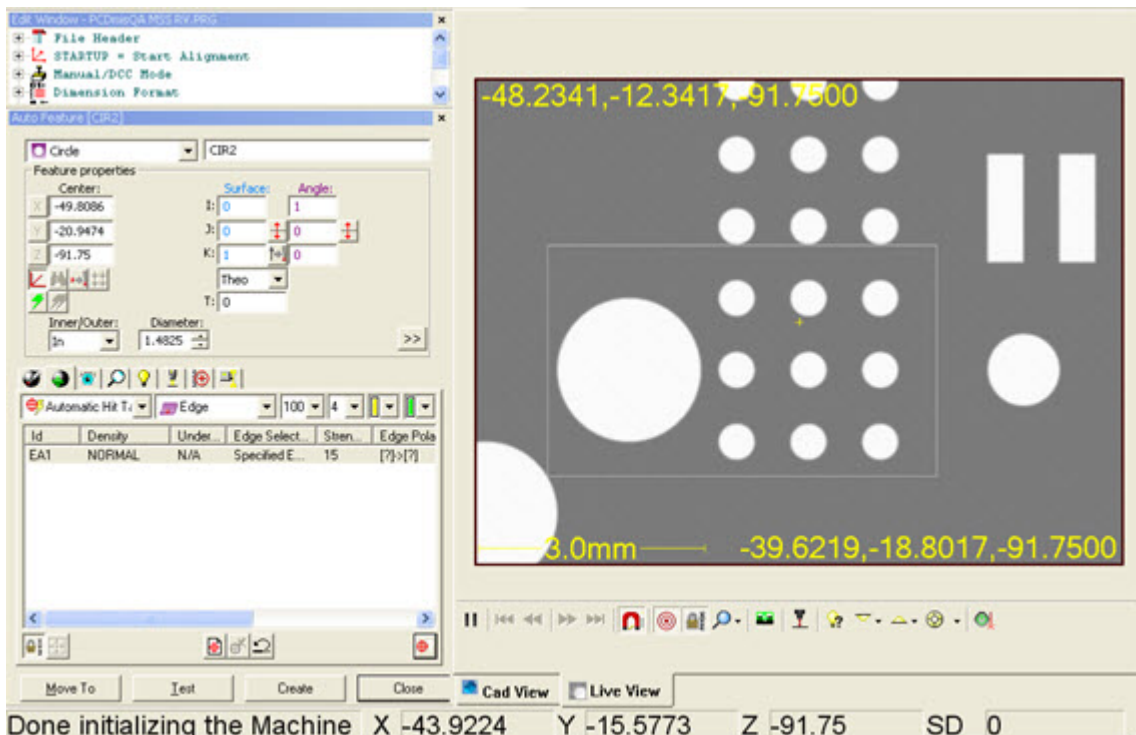 Edit Window - PCDmisQA MSS RV.PRG
File Header
STARTUP = Start Alignment
Manual/DCC Mode
Dimension Format
Auto Feature [CIR2]
Circle CIR2
Feature properties
Center: Surface: Angle:
X -49.8086 I: 0 1
Y -20.9474 J: 0 0
Z -91.75 K: 1 0
Theo
T: 0
Inner/Outer: Diameter:
In 1.4825 >>
Automatic Hit T Edge 100 4
Id Density Under... Edge Select... Stren... Edge Pola
EA1 NORMAL N/A Specified E... 15 [?]->[?]
Move To Test Create Close
-48.2341,-12.3417,-91.7500
3.0mm -39.6219,-18.8017,-91.7500
Cad View Live View
Done initializing the Machine X -43.9224 Y -15.5773 Z -91.75 SD 0